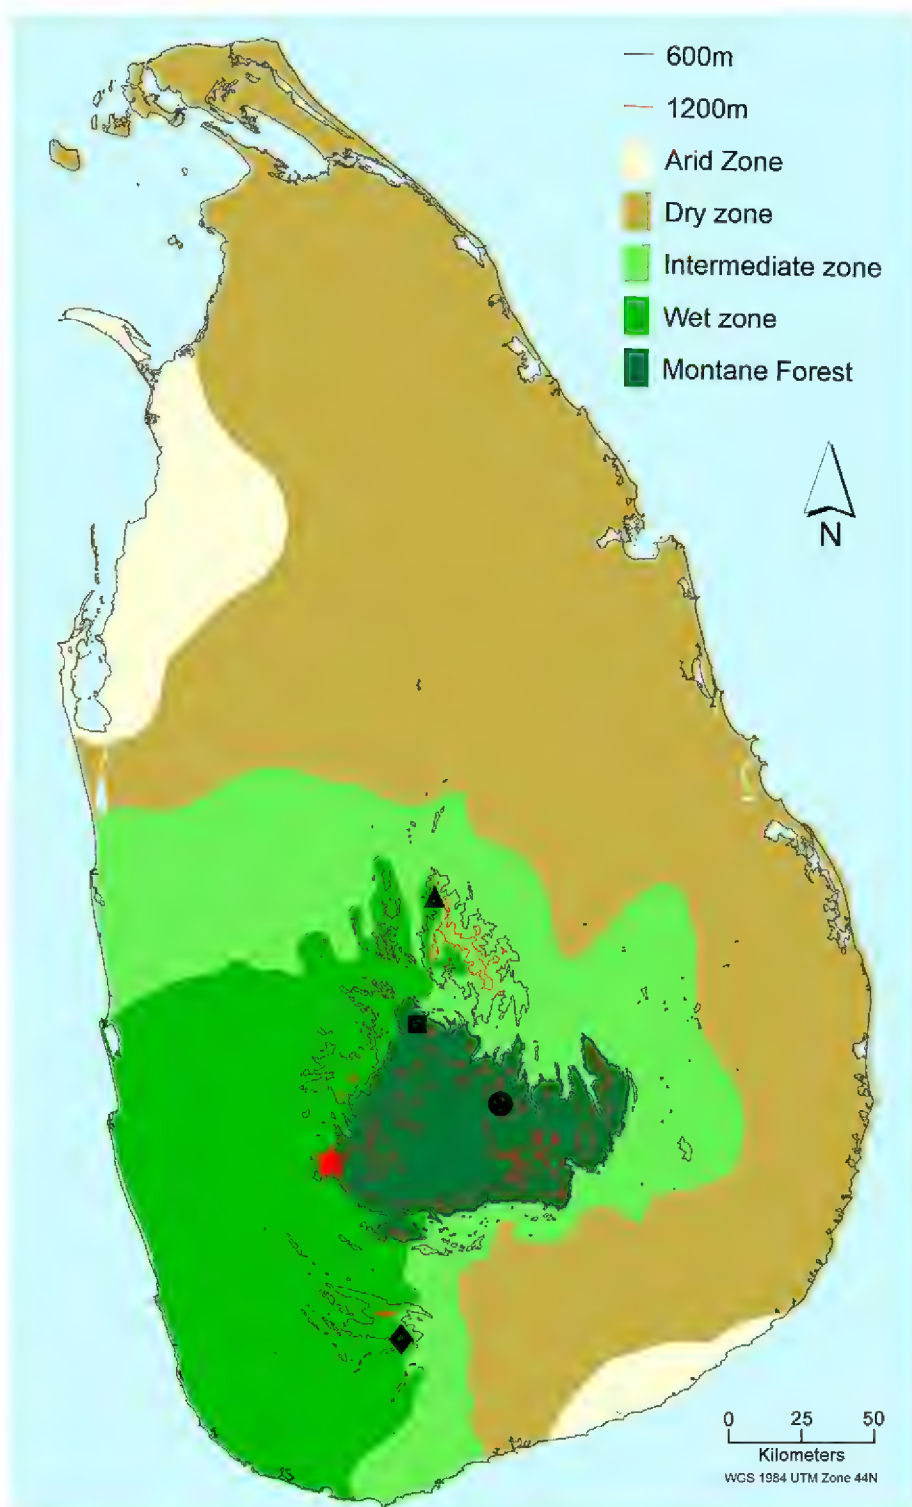 600m
1200m
Arid Zone
Dry zone
Intermediate zone
Wet zone
Montane Forest
N
0 25 50
Kilometers
WGS 1984 UTM Zone 44N